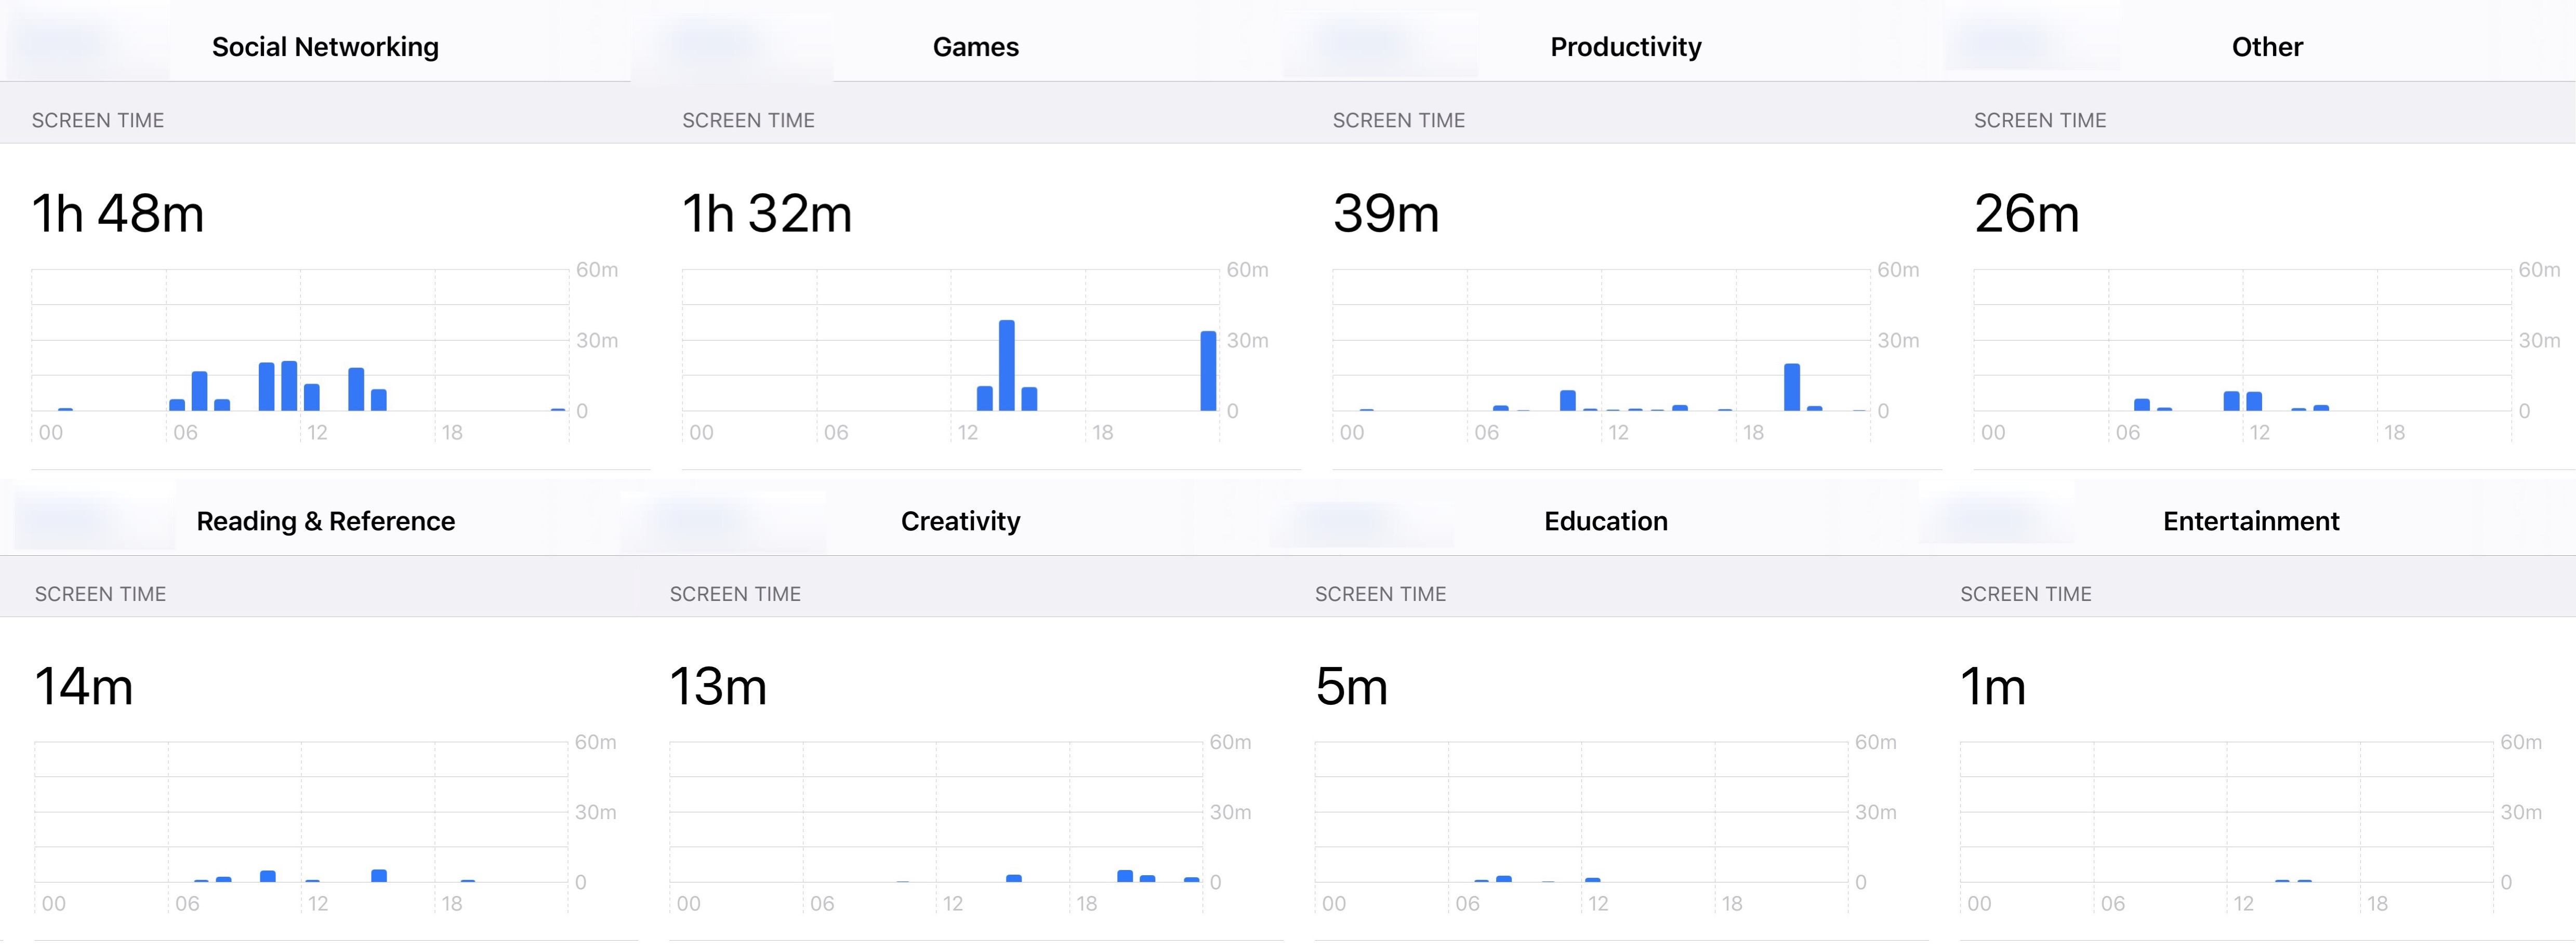 Social Networking
Games
Productivity
Other
SCREEN TIME
SCREEN TIME
SCREEN TIME
SCREEN TIME
1h 48m
1h 32m
39m
26m
60m
60m
60m
60m
30m
30m
30m
30m
0
0
0
0
00 06 12 18
00 06 12 18
00 06 12 18
00 06 12 18
Reading & Reference
Creativity
Education
Entertainment
SCREEN TIME
SCREEN TIME
SCREEN TIME
SCREEN TIME
14m
13m
5m
1m
60m
60m
60m
60m
30m
30m
30m
30m
0
0
0
0
00 06 12 18
00 06 12 18
00 06 12 18
00 06 12 18